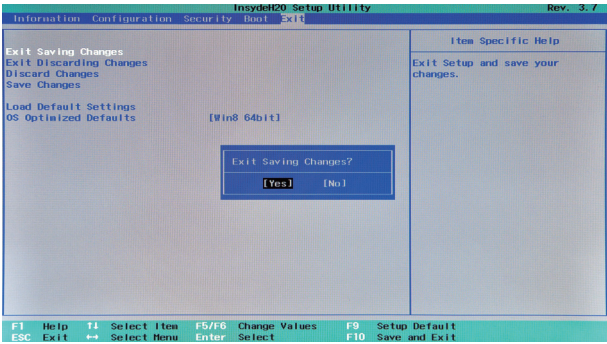 InsydeH20 Setup Utility Rev. 3.7
Information Configuration Security Boot Exit
Item Specific Help
Exit Saving Changes
Exit Discarding Changes
Discard Changes
Save Changes
Load Default Settings
OS Optimized Defaults [Win8 64bit]
Exit Setup and save your
changes.
Exit Saving Changes?
[Yes] [No]
F1 Help ↑↓ Select Item F5/F6 Change Values F9 Setup Default
ESC Exit ↔ Select Menu Enter Select F10 Save and Exit